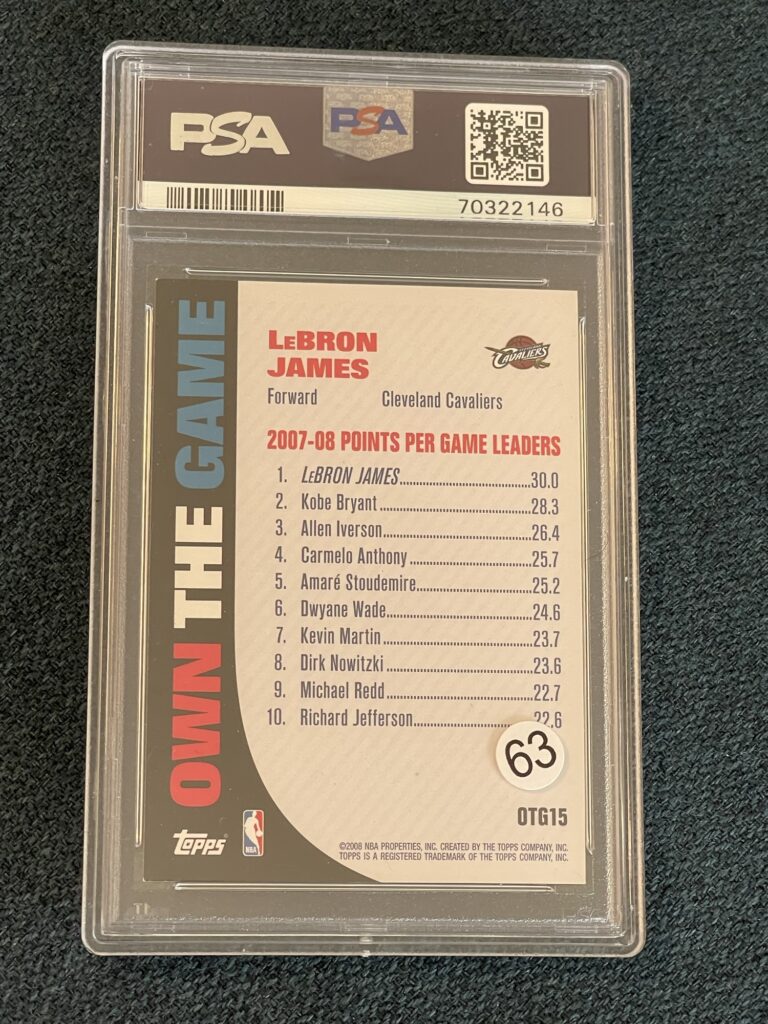 PSA
PSA
70322146
OWN THE GAME
LeBRON
JAMES
CAVALIERS
Forward Cleveland Cavaliers
2007-08 POINTS PER GAME LEADERS
1. LeBRON JAMES 30.0
2. Kobe Bryant 28.3
3. Allen Iverson 26.4
4. Carmelo Anthony 25.7
5. Amaré Stoudemire 25.2
6. Dwyane Wade 24.6
7. Kevin Martin 23.7
8. Dirk Nowitzki 23.6
9. Michael Redd 22.7
10. Richard Jefferson 22.6
63
OTG15
topps
NBA
©2008 NBA PROPERTIES, INC. CREATED BY THE TOPPS COMPANY, INC.
TOPPS IS A REGISTERED TRADEMARK OF THE TOPPS COMPANY, INC.